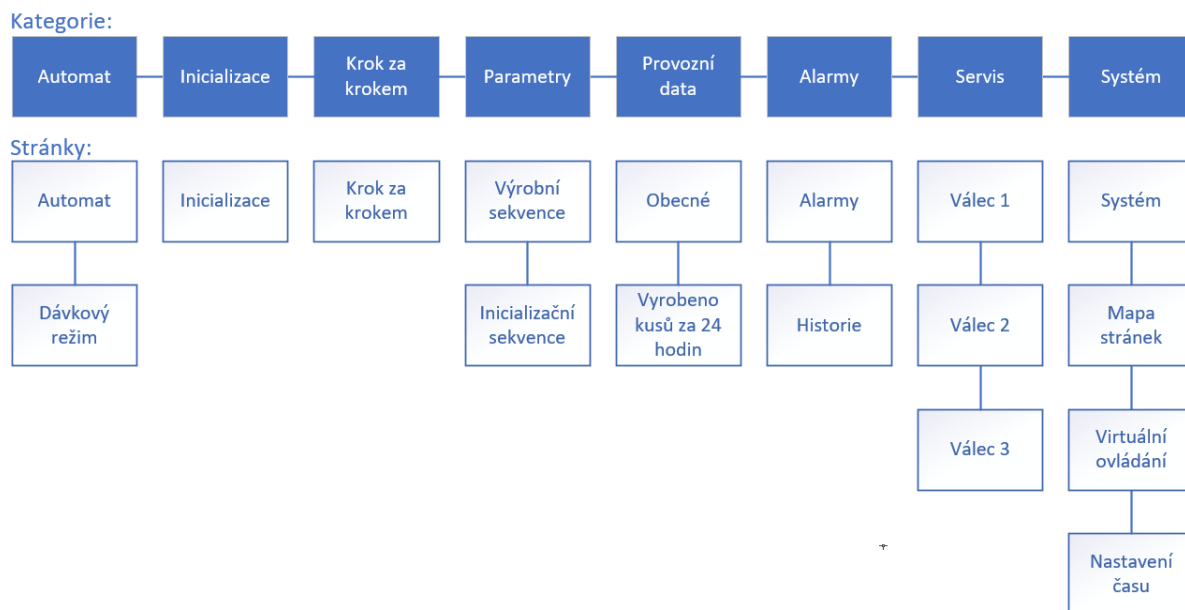 Kategorie:
Automat
Inicializace
Krok za
krokem
Parametry
Provozní
data
Alarmy
Servis
Systém
Stránky:
Automat
Inicializace
Krok za
krokem
Výrobní
sekvence
Obecné
Alarmy
Válec 1
Systém
Dávkový
režim
Inicializační
sekvence
Vyrobeno
kusů za 24
hodin
Historie
Válec 2
Mapa
stránek
Válec 3
Virtuální
ovládání
Nastavení
času